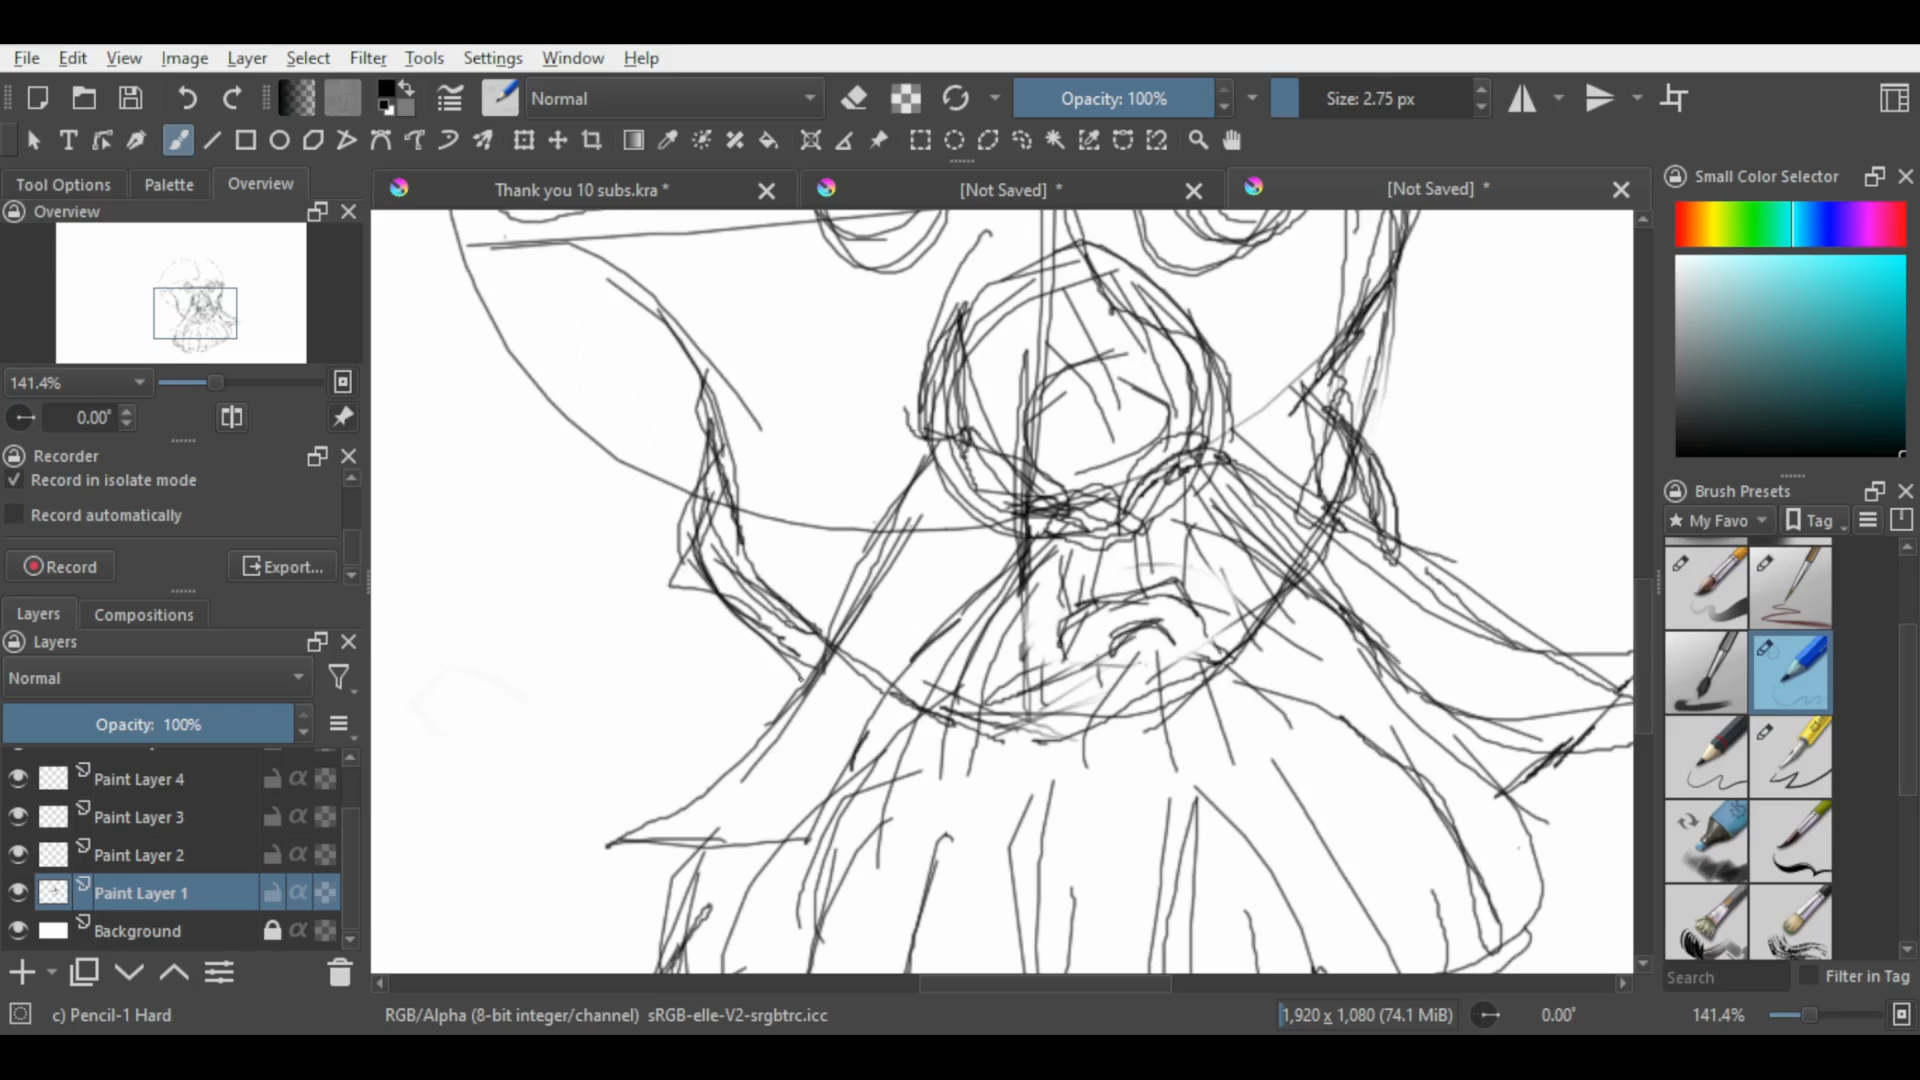 File Edit View Image Layer Select Filter Tools Settings Window Help
Normal
Opacity: 100%
Size: 2.75 px
Tool Options
Palette
Overview
Thank you 10 subs.kra *
[Not Saved] *
[Not Saved] *
Small Color Selector
Overview
141.4%
0.00°
Recorder
Record in isolate mode
Record automatically
Record
Export...
Layers
Compositions
Layers
Normal
Opacity: 100%
Paint Layer 4
Paint Layer 3
Paint Layer 2
Paint Layer 1
Background
Brush Presets
My Favo
Tag
Search
Filter in Tag
c) Pencil-1 Hard
RGB/Alpha (8-bit integer/channel) sRGB-elle-V2-srgbtrc.icc
1,920 x 1,080 (74.1 MiB)
0.00°
141.4%